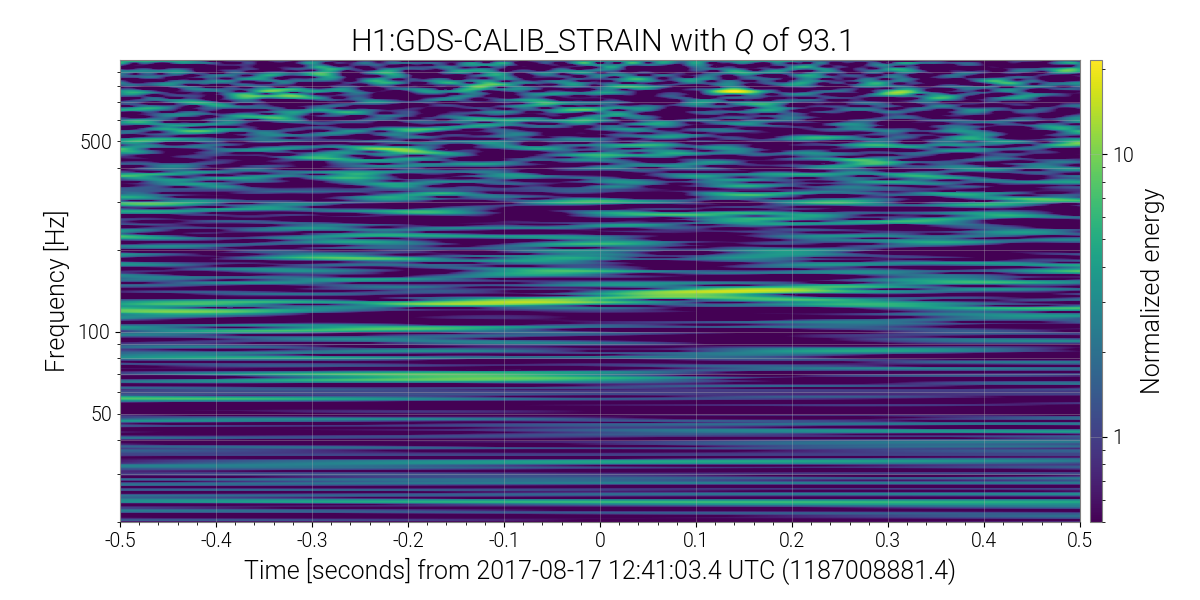 H1:GDS-CALIB_STRAIN with Q of 93.1
Frequency [Hz]
500
100
50
-0.5 -0.4 -0.3 -0.2 -0.1 0 0.1 0.2 0.3 0.4 0.5
Time [seconds] from 2017-08-17 12:41:03.4 UTC (1187008881.4)
10
1
Normalized energy